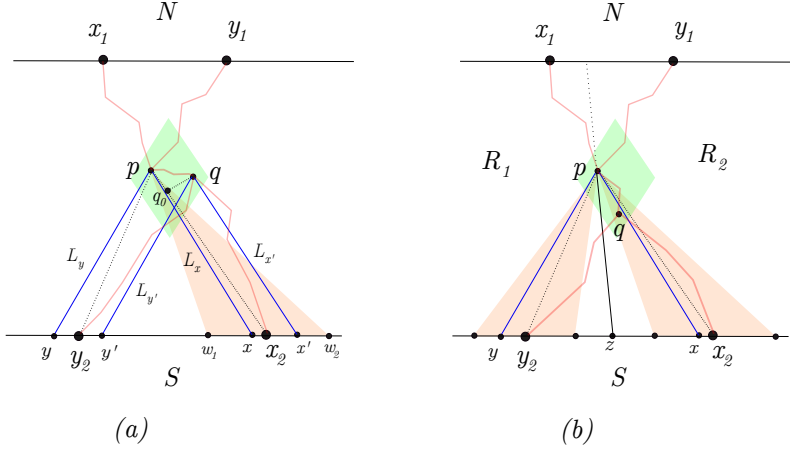 N N
x1 y1 x1 y1
p q p
R1 R2
q0 q
Ly Lx Lx'
Ly'
y y2 y' w1 x x2 x' w2 y y2 z x x2
S S
(a) (b)